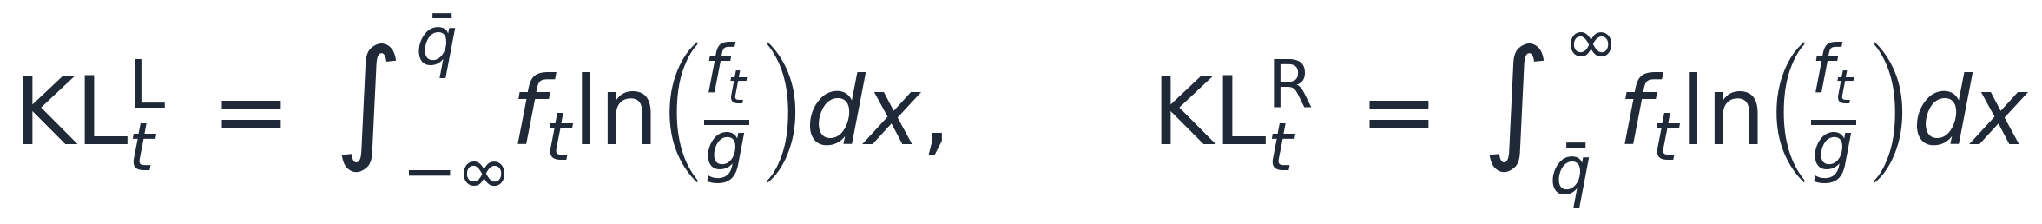 KL_t^L = ∫_{-∞}^{q̄} f_t ln(f_t/g) dx,    KL_t^R = ∫_{q̄}^{∞} f_t ln(f_t/g) dx